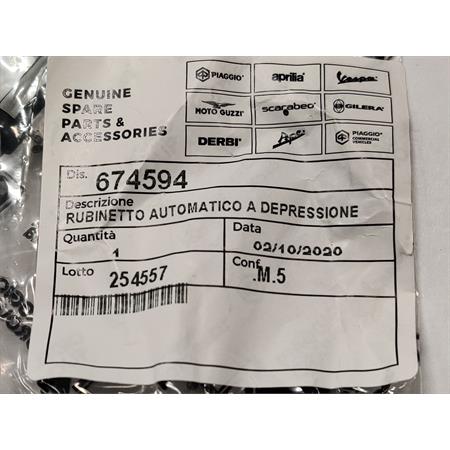 GENUINE
SPARE
PARTS &
ACCESSORIES
PIAGGIO
aprilia
Vespa
MOTO GUZZI
scarabeo
GILERA
DERBI
Ape
PIAGGIO
COMMERCIAL
VEHICLES
Dis. 674594
Descrizione
RUBINETTO AUTOMATICO A DEPRESSIONE
Quantità
1
Data
02/10/2020
Lotto 254557
Conf. M.5